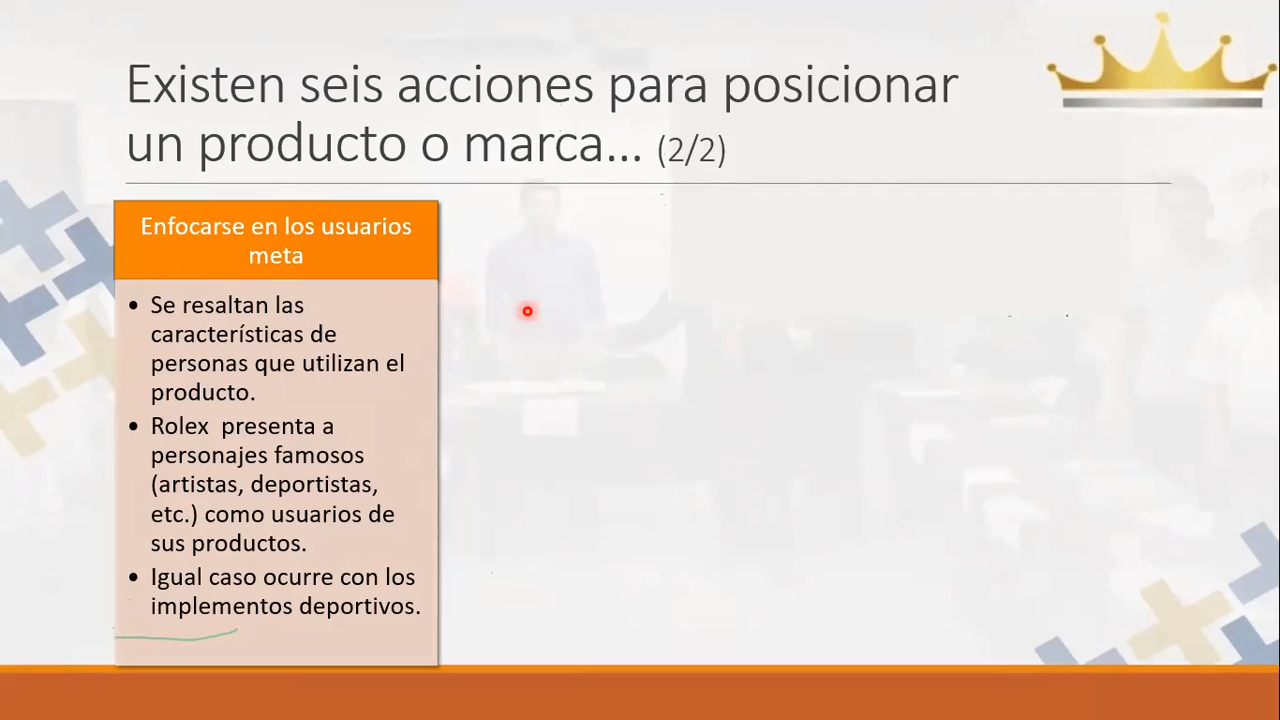 Existen seis acciones para posicionar
un producto o marca... (2/2)
Enfocarse en los usuarios
meta
• Se resaltan las
características de
personas que utilizan el
producto.
• Rolex presenta a
personajes famosos
(artistas, deportistas,
etc.) como usuarios de
sus productos.
• Igual caso ocurre con los
implementos deportivos.